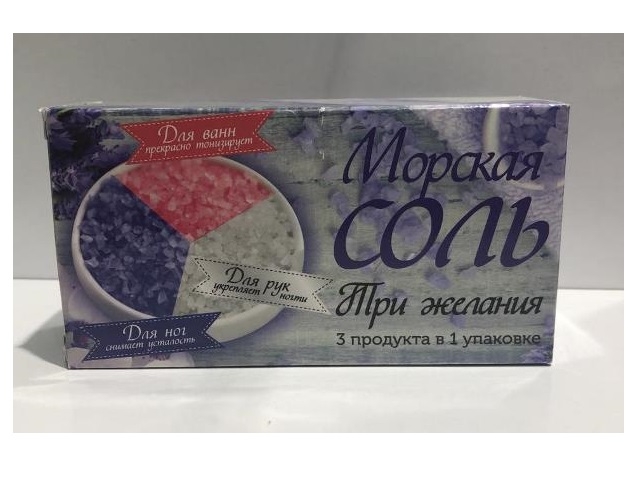 Для ванн
прекрасно тонизирует
Морская
СОЛЬ
Для рук
укрепляет ногти
Три желания
Для ног
снимает усталость
3 продукта в 1 упаковке